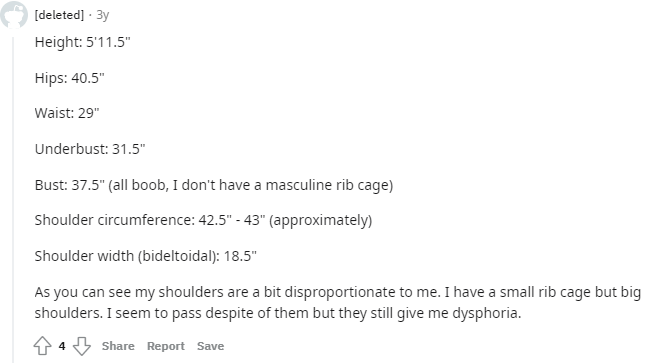 [deleted] · 3y
Height: 5'11.5"
Hips: 40.5"
Waist: 29"
Underbust: 31.5"
Bust: 37.5" (all boob, I don't have a masculine rib cage)
Shoulder circumference: 42.5" - 43" (approximately)
Shoulder width (bideltoidal): 18.5"
As you can see my shoulders are a bit disproportionate to me. I have a small rib cage but big
shoulders. I seem to pass despite of them but they still give me dysphoria.
4 Share Report Save